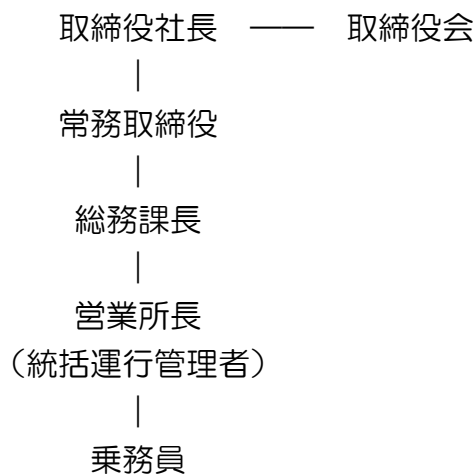 取締役社長 ―― 取締役会
|
常務取締役
|
総務課長
|
営業所長
(統括運行管理者)
|
乗務員